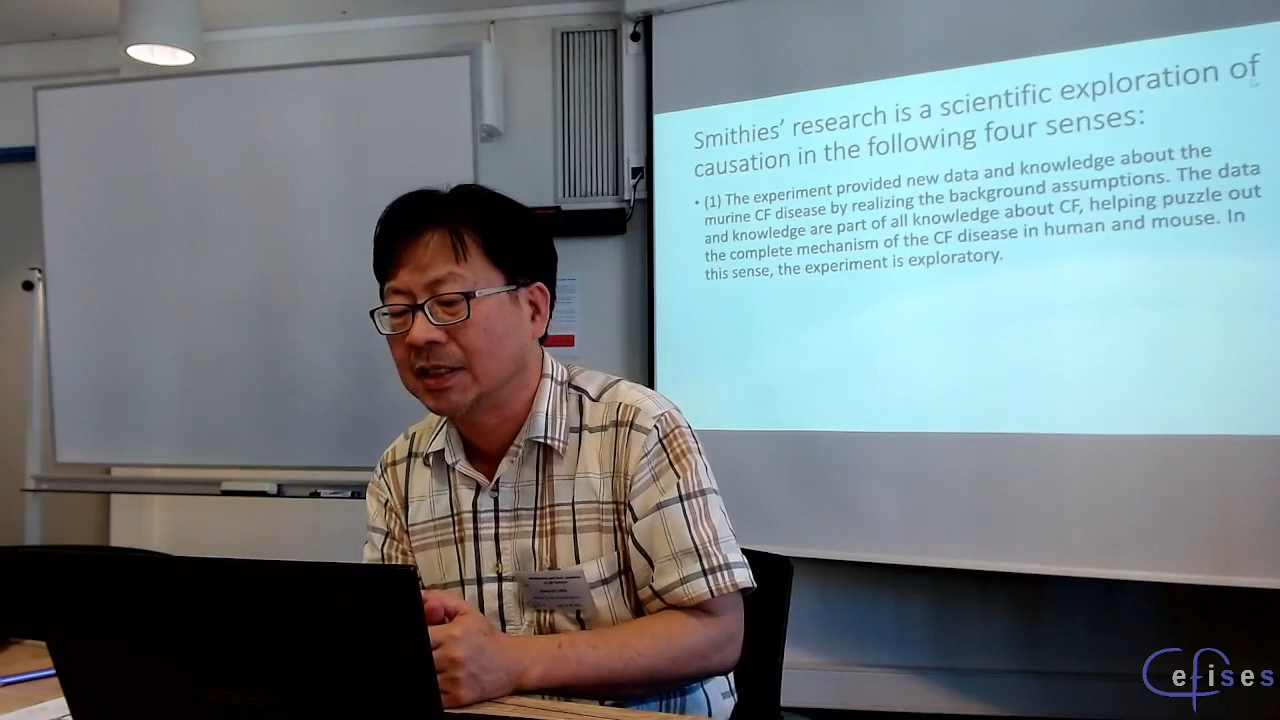 Smithies' research is a scientific exploration of
causation in the following four senses:
• (1) The experiment provided new data and knowledge about the
murine CF disease by realizing the background assumptions. The data
and knowledge are part of all knowledge about CF, helping puzzle out
the complete mechanism of the CF disease in human and mouse. In
this sense, the experiment is exploratory.
Cefises